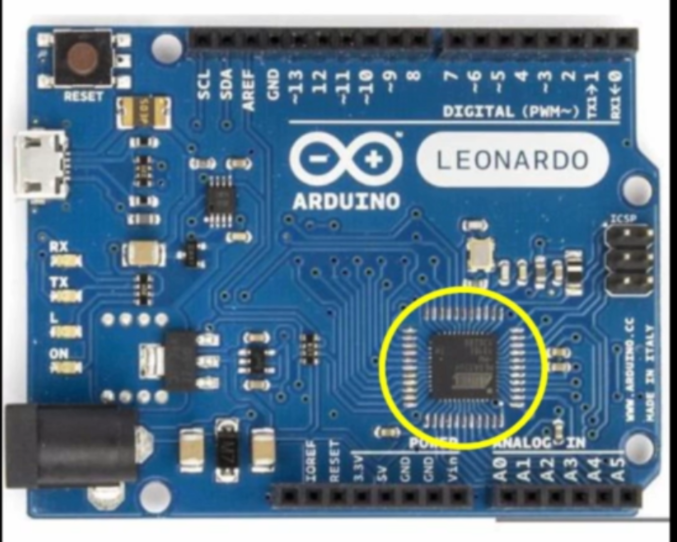 RESET
SCL
SDA
AREF
GND
~13
12
~11
~10
~9
8
7
~6
~5
4
~3
2
TX1→1
RX1←0
DIGITAL (PWM~)
LEONARDO
ARDUINO
ICSP
RX
TX
L
ON
WWW.ARDUINO.CC
MADE IN ITALY
POWER
ANALOG IN
IOREF
RESET
3.3V
5V
GND
GND
Vin
A0
A1
A2
A3
A4
A5